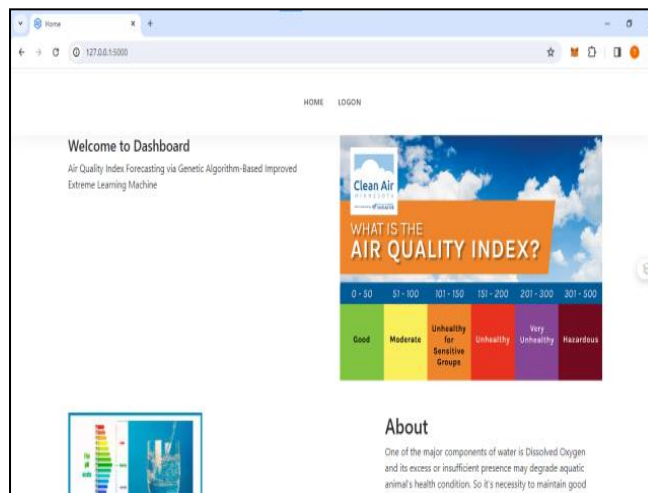 Home
127.0.0.1:5000
HOME LOGON
Welcome to Dashboard
Air Quality Index Forecasting via Genetic Algorithm-Based Improved
Extreme Learning Machine
Clean Air
MINNESOTA
WHAT IS THE
AIR QUALITY INDEX?
0 - 50 51 - 100 101 - 150 151 - 200 201 - 300 301 - 500
Good Moderate Unhealthy for Sensitive Groups Unhealthy Very Unhealthy Hazardous
About
One of the major components of water is Dissolved Oxygen
and its excess or insufficient presence may degrade aquatic
animal's health condition. So it's necessity to maintain good